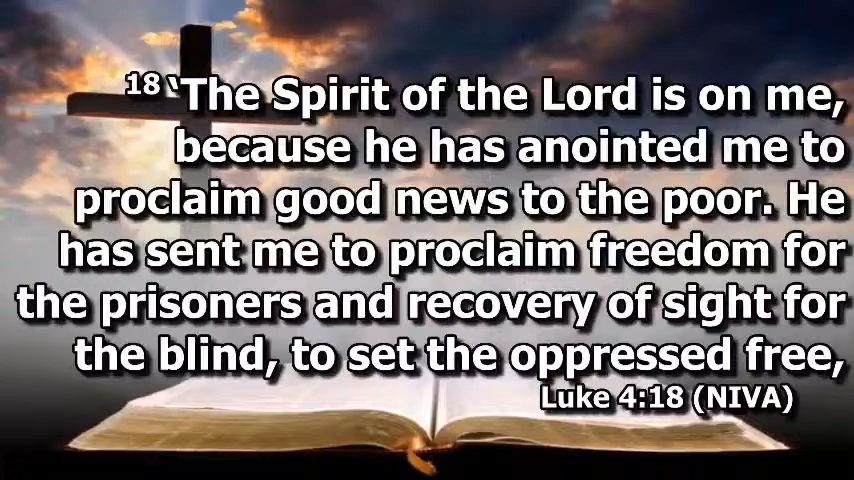 18 ‘The Spirit of the Lord is on me,
because he has anointed me to
proclaim good news to the poor. He
has sent me to proclaim freedom for
the prisoners and recovery of sight for
the blind, to set the oppressed free,
Luke 4:18 (NIVA)